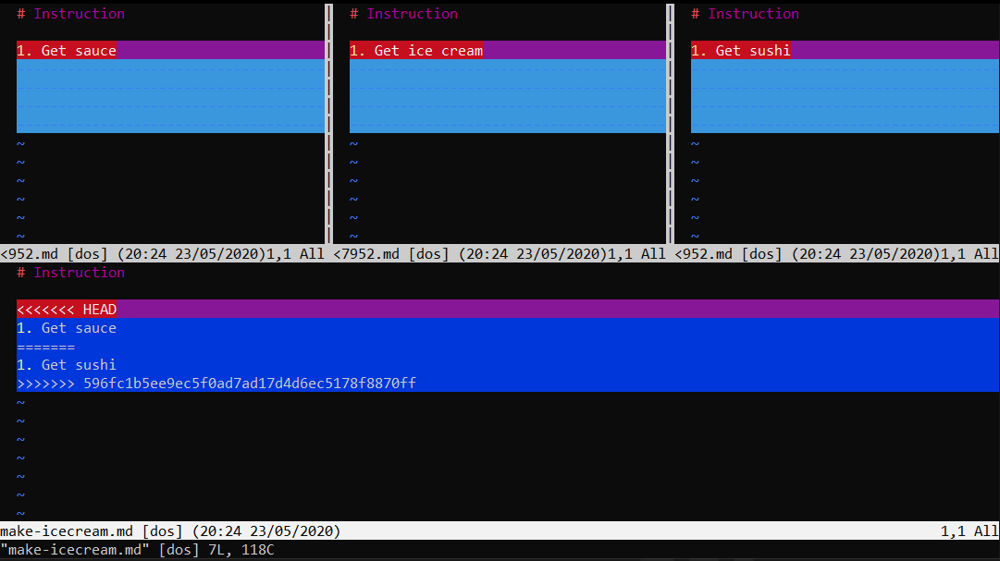 # Instruction
1. Get sauce
~
~
~
~
~
~
<952.md [dos] (20:24 23/05/2020)1,1 All
# Instruction
1. Get ice cream
~
~
~
~
~
~
<7952.md [dos] (20:24 23/05/2020)1,1 All
# Instruction
1. Get sushi
~
~
~
~
~
~
<952.md [dos] (20:24 23/05/2020)1,1 All
# Instruction
<<<<<<< HEAD
1. Get sauce
=======
1. Get sushi
>>>>>>> 596fc1b5ee9ec5f0ad7ad17d4d6ec5178f8870ff
~
~
~
~
~
~
~
make-icecream.md [dos] (20:24 23/05/2020) 1,1 All
"make-icecream.md" [dos] 7L, 118C